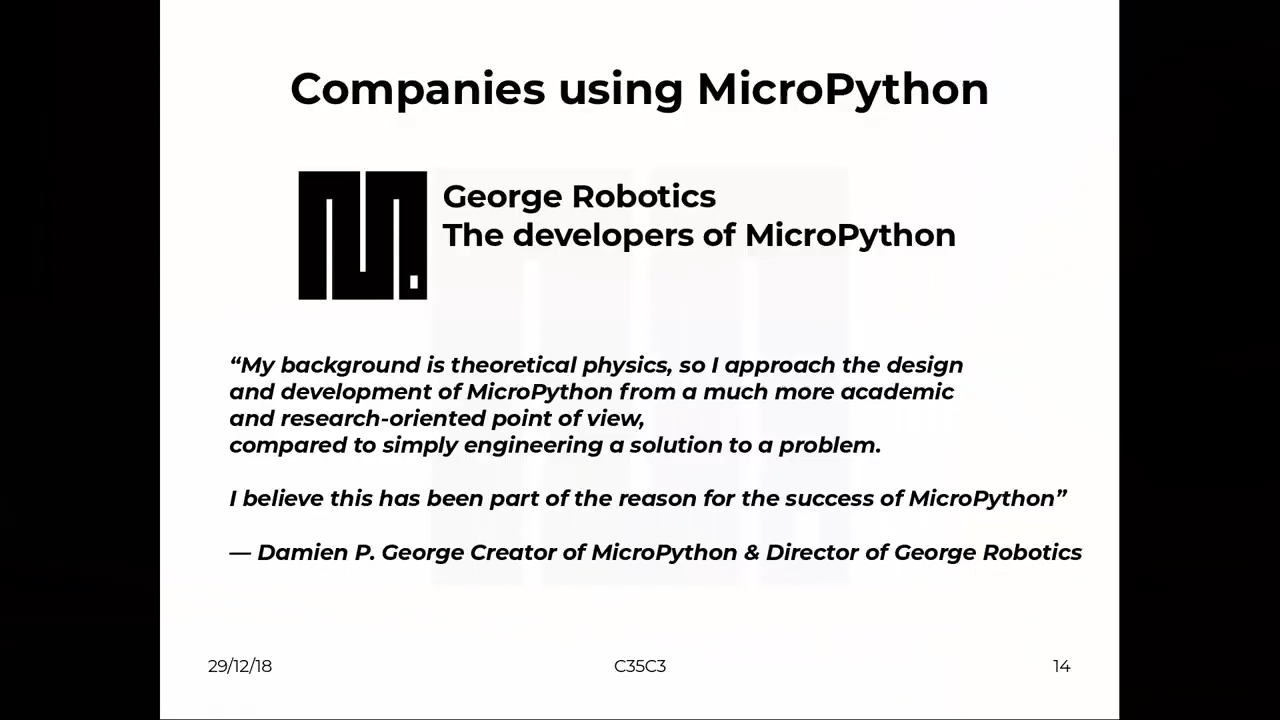 Companies using MicroPython
George Robotics
The developers of MicroPython
“My background is theoretical physics, so I approach the design
and development of MicroPython from a much more academic
and research-oriented point of view,
compared to simply engineering a solution to a problem.
I believe this has been part of the reason for the success of MicroPython”
— Damien P. George Creator of MicroPython & Director of George Robotics
29/12/18 C35C3 14